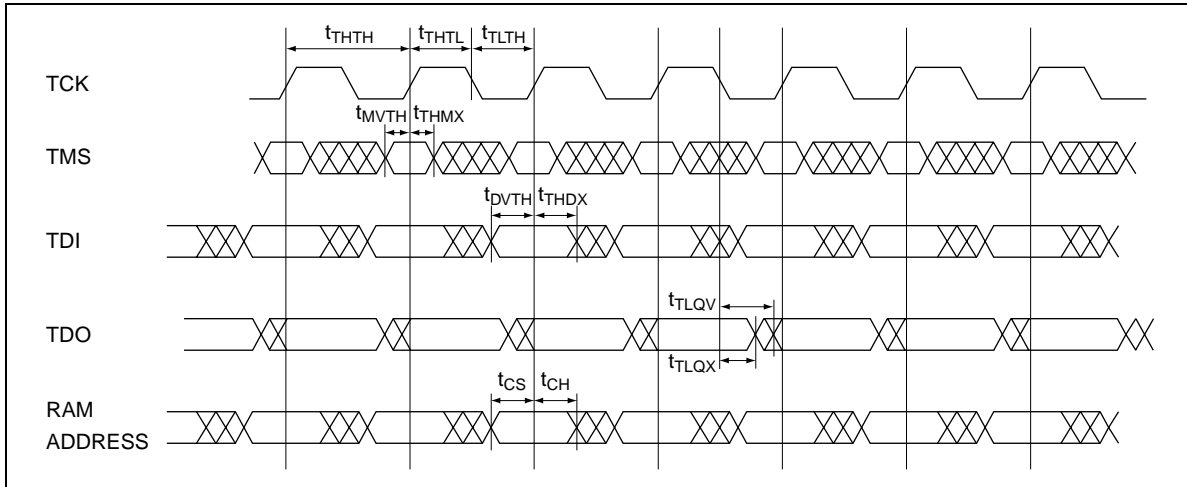 tTHTH tTHTL tTLTH
TCK
tMVTH tTHMX
TMS
tDVTH tTHDX
TDI
tTLQV
TDO
tTLQX
tCS tCH
RAM
ADDRESS